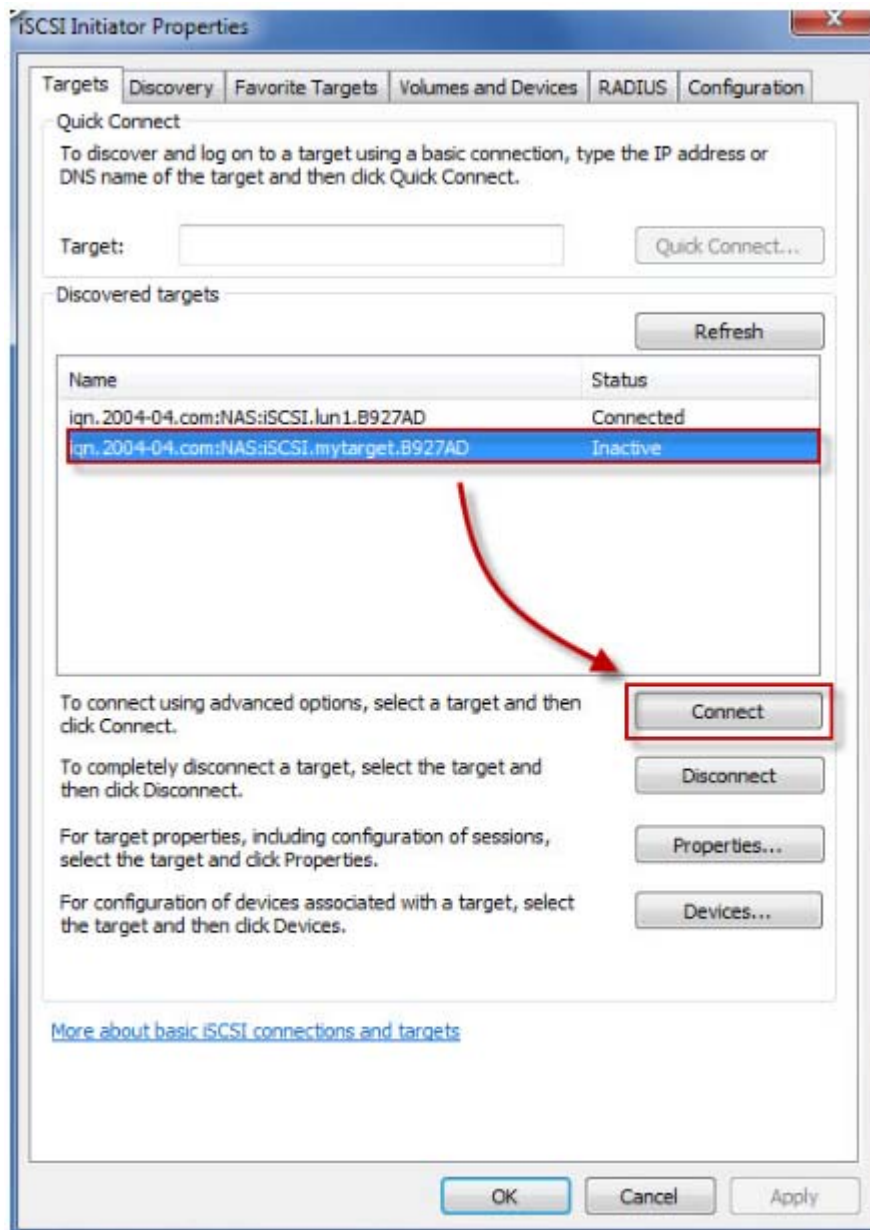 iSCSI Initiator Properties
Targets
Discovery
Favorite Targets
Volumes and Devices
RADIUS
Configuration
Quick Connect
To discover and log on to a target using a basic connection, type the IP address or
DNS name of the target and then click Quick Connect.
Target:
Quick Connect...
Discovered targets
Refresh
Name
Status
iqn.2004-04.com:NAS:iSCSI.lun1.B927AD
Connected
iqn.2004-04.com:NAS:iSCSI.mytarget.B927AD
Inactive
To connect using advanced options, select a target and then
click Connect.
Connect
To completely disconnect a target, select the target and
then click Disconnect.
Disconnect
For target properties, including configuration of sessions,
select the target and click Properties.
Properties...
For configuration of devices associated with a target, select
the target and then click Devices.
Devices...
More about basic iSCSI connections and targets
OK
Cancel
Apply